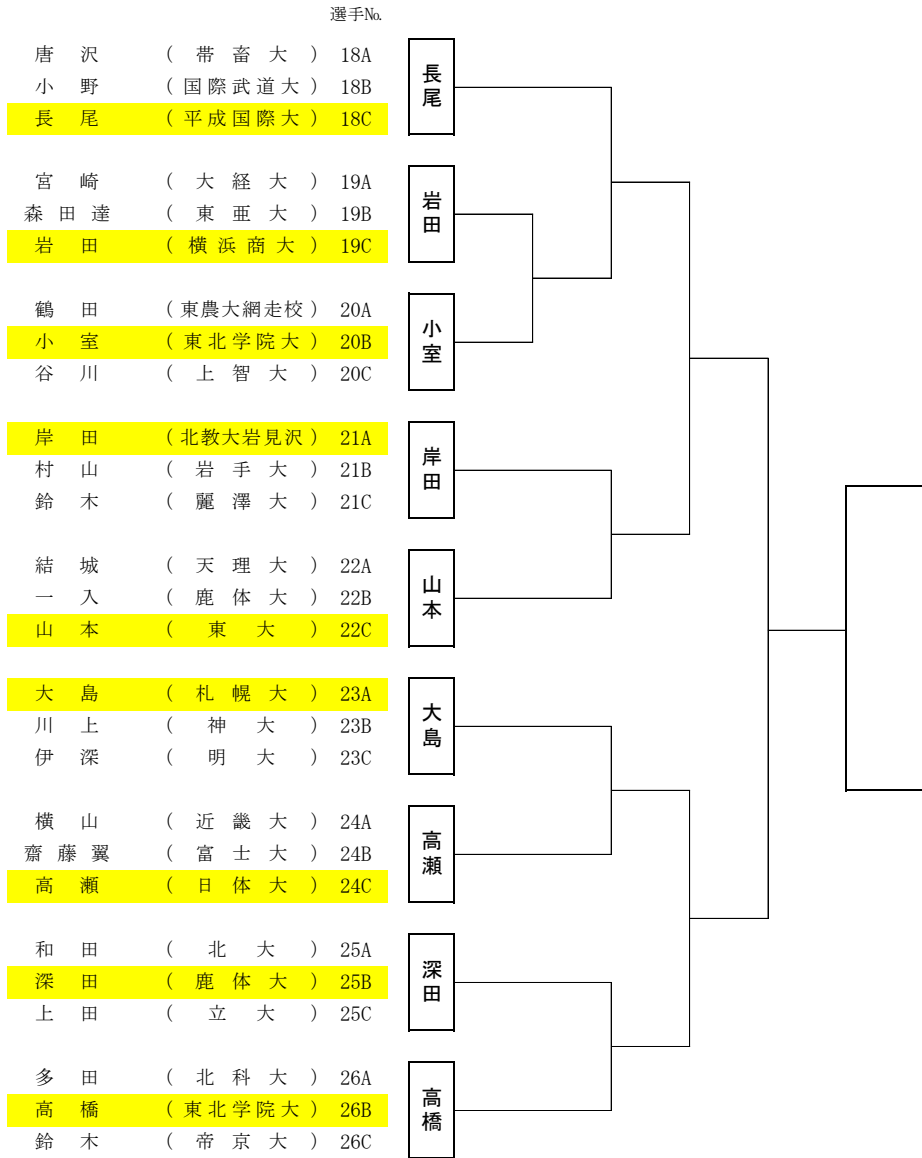 選手No.
唐沢 (帯畜大) 18A
小野 (国際武道大) 18B
長尾 (平成国際大) 18C
長尾
宮崎 (大経大) 19A
森田達 (東亜大) 19B
岩田 (横浜商大) 19C
岩田
鶴田 (東農大網走校) 20A
小室 (東北学院大) 20B
谷川 (上智大) 20C
小室
岸田 (北教大岩見沢) 21A
村山 (岩手大) 21B
鈴木 (麗澤大) 21C
岸田
結城 (天理大) 22A
一入 (鹿体大) 22B
山本 (東大) 22C
山本
大島 (札幌大) 23A
川上 (神大) 23B
伊深 (明大) 23C
大島
横山 (近畿大) 24A
齋藤翼 (富士大) 24B
高瀬 (日体大) 24C
高瀬
和田 (北大) 25A
深田 (鹿体大) 25B
上田 (立大) 25C
深田
多田 (北科大) 26A
高橋 (東北学院大) 26B
鈴木 (帝京大) 26C
高橋